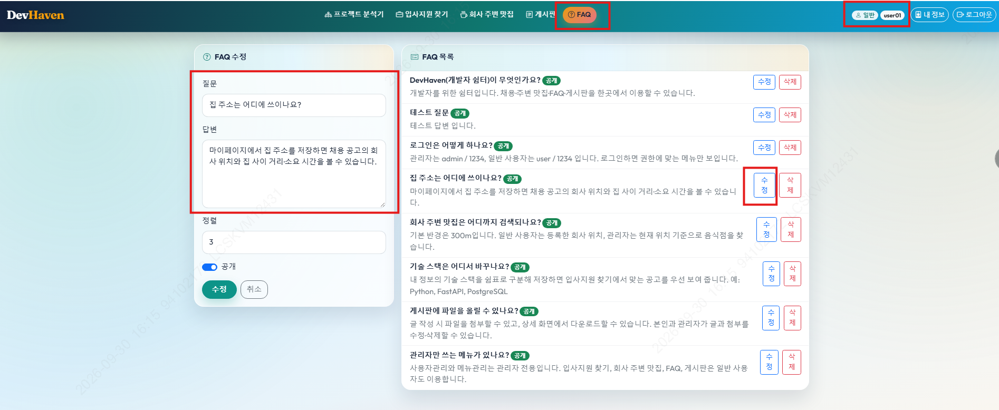 DevHaven
프로젝트 분석기 입사지원 찾기 회사 주변 맛집 게시판 FAQ
일반 user01 내 정보 로그아웃
FAQ 수정
질문
집 주소는 어디에 쓰이나요?
답변
마이페이지에서 집 주소를 저장하면 채용 공고의 회
사 위치와 집 사이 거리·소요 시간을 볼 수 있습니다.
정렬
3
공개
수정 취소
FAQ 목록
DevHaven(개발자 쉼터)이 무엇인가요? 공개
개발자를 위한 쉼터입니다. 채용·주변 맛집·FAQ·게시판을 한곳에서 이용할 수 있습니다.
수정 삭제
테스트 질문 공개
테스트 답변 입니다.
수정 삭제
로그인은 어떻게 하나요? 공개
관리자는 admin / 1234, 일반 사용자는 user / 1234 입니다. 로그인하면 권한에 맞는 메뉴만 보입니다.
수정 삭제
집 주소는 어디에 쓰이나요? 공개
마이페이지에서 집 주소를 저장하면 채용 공고의 회사 위치와 집 사이 거리·소요 시간을 볼 수 있습니
다.
수정 삭제
회사 주변 맛집은 어디까지 검색되나요? 공개
기본 반경은 300m입니다. 일반 사용자는 등록한 회사 위치, 관리자는 현재 위치 기준으로 음식점을 찾
습니다.
수정 삭제
기술 스택은 어디서 바꾸나요? 공개
내 정보의 기술 스택을 쉼표로 구분해 저장하면 입사지원 찾기에서 맞는 공고를 우선 보여 줍니다. 예:
Python, FastAPI, PostgreSQL
수정 삭제
게시판에 파일을 올릴 수 있나요? 공개
글 작성 시 파일을 첨부할 수 있고, 상세 화면에서 다운로드할 수 있습니다. 본인과 관리자가 글과 첨부를
수정·삭제할 수 있습니다.
수정 삭제
관리자만 쓰는 메뉴가 있나요? 공개
사용자관리와 메뉴관리는 관리자 전용입니다. 입사지원 찾기, 회사 주변 맛집, FAQ, 게시판은 일반 사용
자도 이용합니다.
수정 삭제